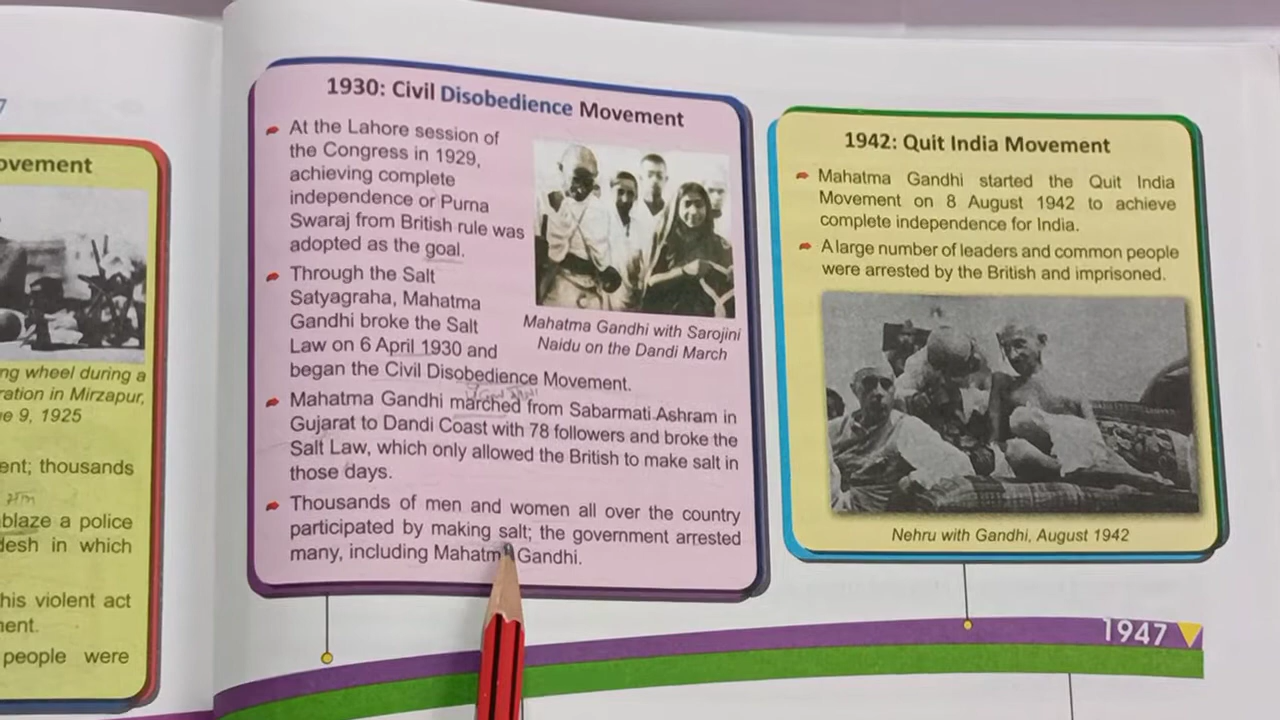 7
ovement
ng wheel during a
ration in Mirzapur,
e 9, 1925
ent; thousands
ablaze a police
desh in which
his violent act
nent.
people were
1930: Civil Disobedience Movement
At the Lahore session of
the Congress in 1929,
achieving complete
independence or Purna
Swaraj from British rule was
adopted as the goal.
Through the Salt
Satyagraha, Mahatma
Gandhi broke the Salt
Law on 6 April 1930 and
began the Civil Disobedience Movement.
Mahatma Gandhi with Sarojini
Naidu on the Dandi March
Mahatma Gandhi marched from Sabarmati Ashram in
Gujarat to Dandi Coast with 78 followers and broke the
Salt Law, which only allowed the British to make salt in
those days.
Thousands of men and women all over the country
participated by making salt; the government arrested
many, including Mahatm Gandhi.
1942: Quit India Movement
Mahatma Gandhi started the Quit India
Movement on 8 August 1942 to achieve
complete independence for India.
A large number of leaders and common people
were arrested by the British and imprisoned.
Nehru with Gandhi, August 1942
1947